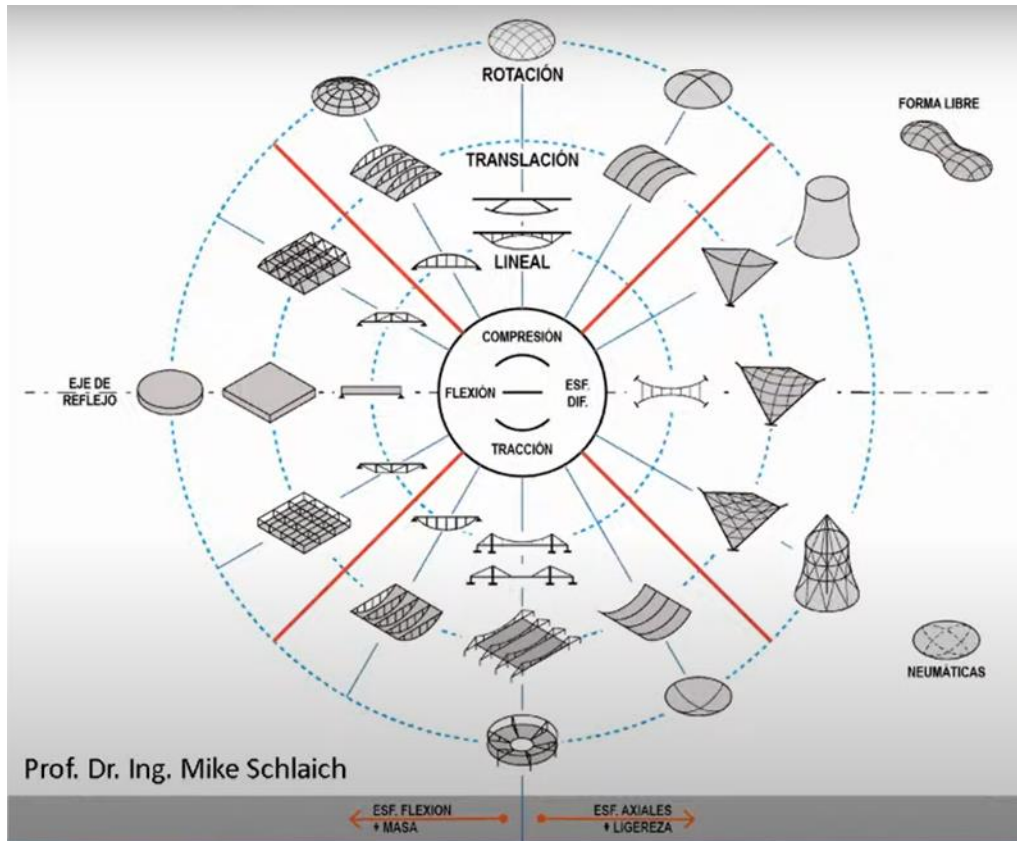 ROTACIÓN
FORMA LIBRE
TRANSLACIÓN
LINEAL
COMPRESIÓN
EJE DE
REFLEJO
FLEXIÓN
ESF.
DIF.
TRACCIÓN
NEUMÁTICAS
Prof. Dr. Ing. Mike Schlaich
ESF. FLEXION
+ MASA
ESF. AXIALES
+ LIGEREZA